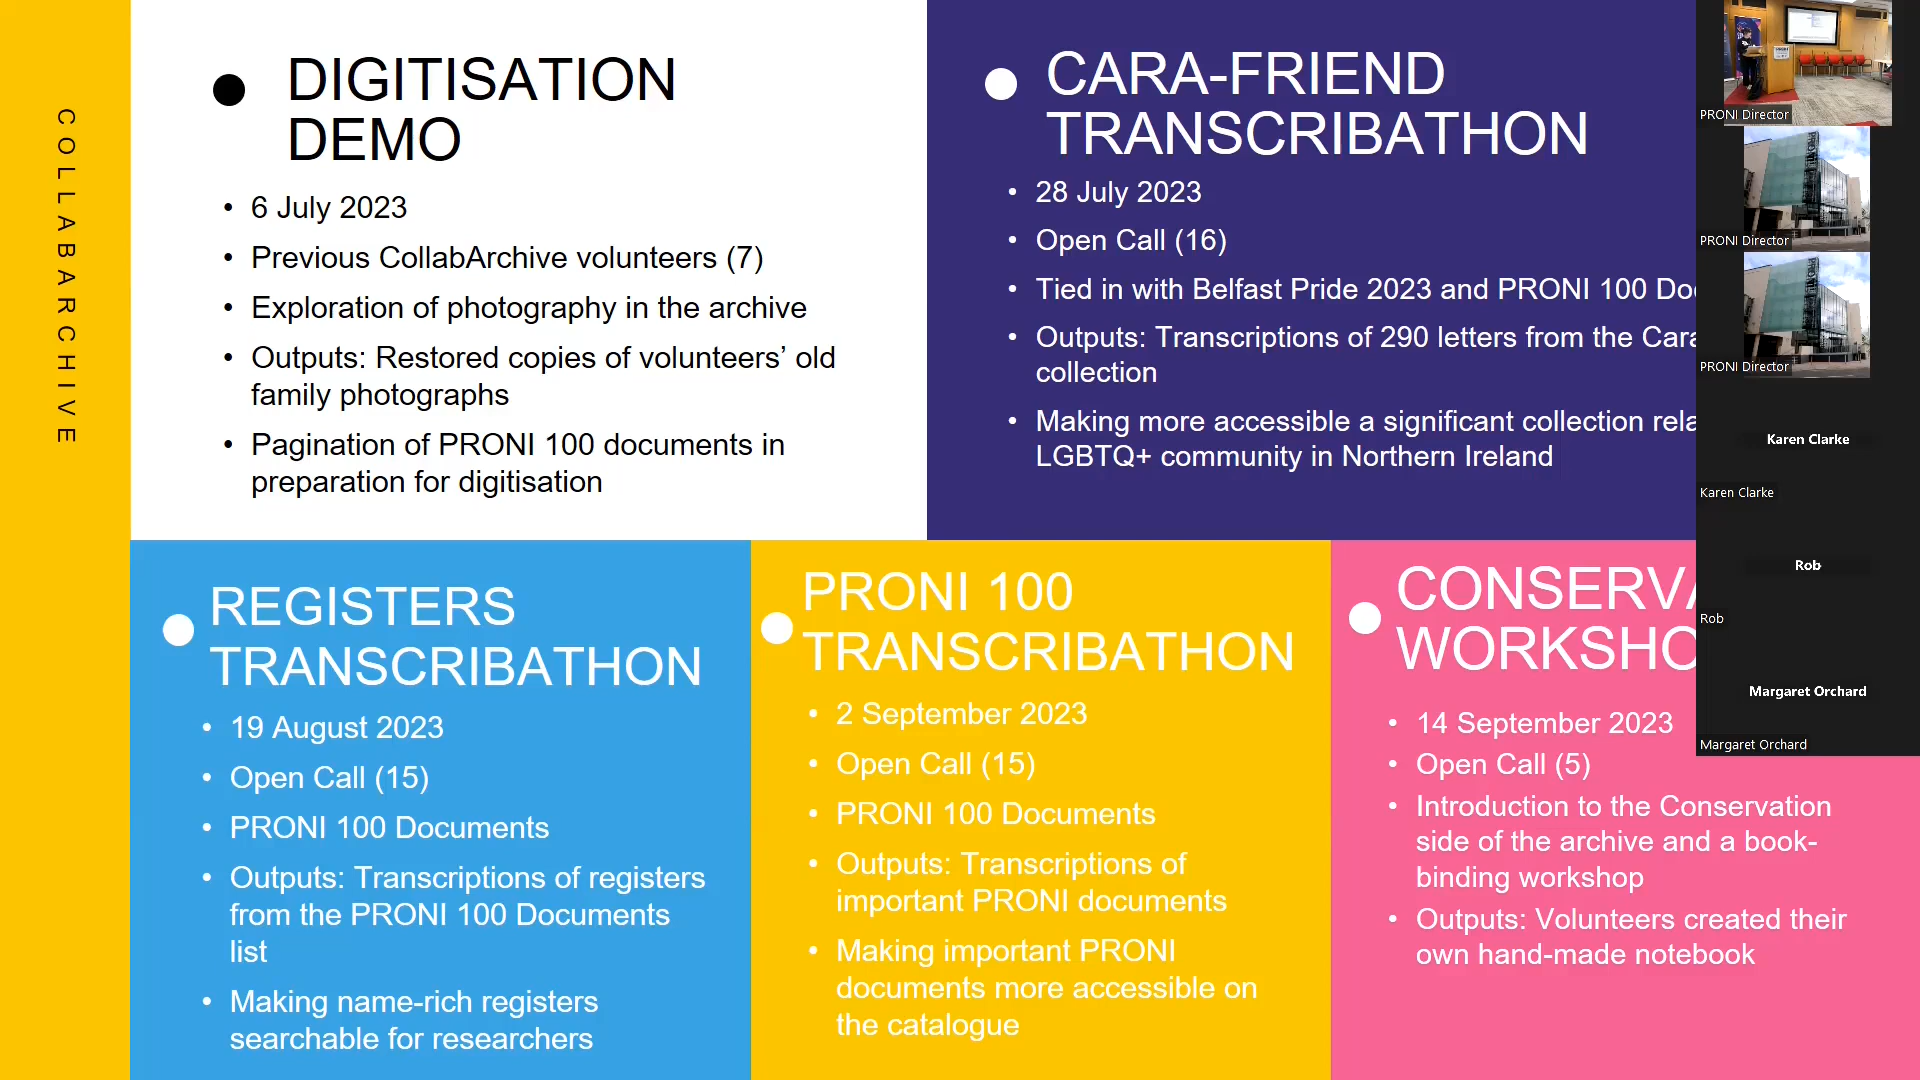 COLLABARCHIVE
DIGITISATION
DEMO
• 6 July 2023
• Previous CollabArchive volunteers (7)
• Exploration of photography in the archive
• Outputs: Restored copies of volunteers’ old
family photographs
• Pagination of PRONI 100 documents in
preparation for digitisation
CARA-FRIEND
TRANSCRIBATHON
• 28 July 2023
• Open Call (16)
• Tied in with Belfast Pride 2023 and PRONI 100
• Outputs: Transcriptions of 290 letters from the
collection
• Making more accessible a significant collection
LGBTQ+ community in Northern Ireland
REGISTERS
TRANSCRIBATHON
• 19 August 2023
• Open Call (15)
• PRONI 100 Documents
• Outputs: Transcriptions of registers
from the PRONI 100 Documents
list
• Making name-rich registers
searchable for researchers
PRONI 100
TRANSCRIBATHON
• 2 September 2023
• Open Call (15)
• PRONI 100 Documents
• Outputs: Transcriptions of
important PRONI documents
• Making important PRONI
documents more accessible on
the catalogue
• 14 September 2023
• Open Call (5)
• Introduction to the Conservation
side of the archive and a book-
binding workshop
• Outputs: Volunteers created their
own hand-made notebook
PRONI Director
PRONI Director
PRONI Director
Karen Clarke
Karen Clarke
Rob
Rob
Margaret Orchard
Margaret Orchard